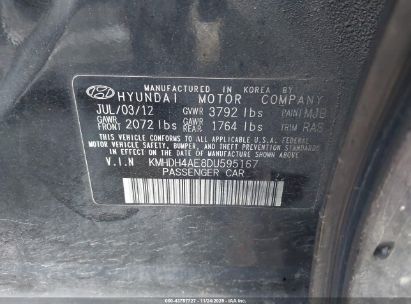 MANUFACTURED IN KOREA BY
HYUNDAI MOTOR COMPANY
JUL/03/12 GVWR 3792 lbs PAINT MJB
GAWR FRONT 2072 lbs GAWR REAR 1764 lbs TRIM RAS
THIS VEHICLE CONFORMS TO ALL APPLICABLE U.S.A. FEDERAL
MOTOR VEHICLE SAFETY, BUMPER, AND THEFT PREVENTION
STANDARDS IN EFFECT ON THE DATE OF MANUFACTURE SHOWN ABOVE.
V.I.N KMHDH4AE8DU595167
PASSENGER CAR